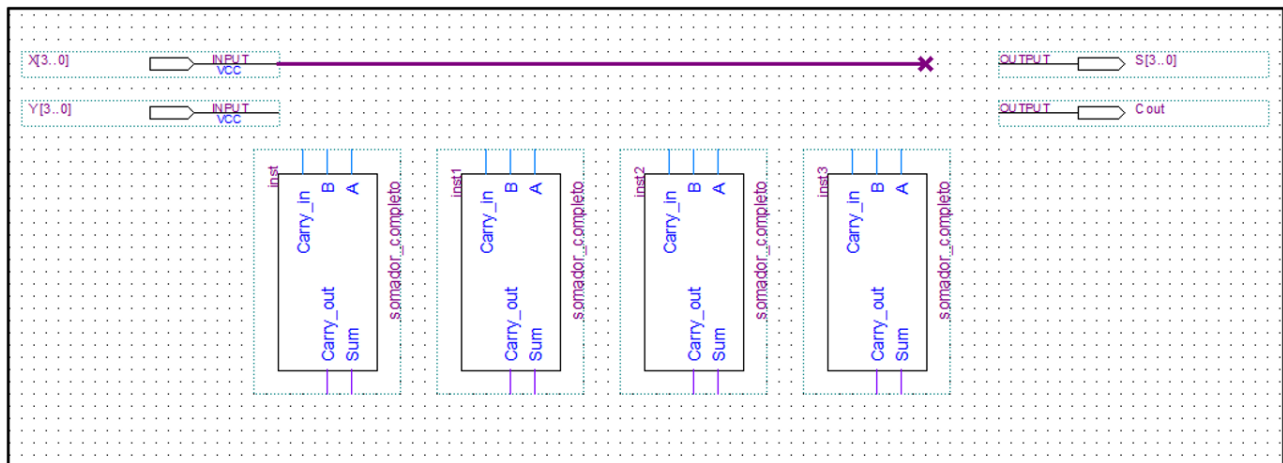 X[3..0]
INPUT
VCC
OUTPUT
S[3..0]
Y[3..0]
INPUT
VCC
OUTPUT
Cout
inst
Carry_in
B
A
Carry_out
Sum
somador_completo
inst1
Carry_in
B
A
Carry_out
Sum
somador_completo
inst2
Carry_in
B
A
Carry_out
Sum
somador_completo
inst3
Carry_in
B
A
Carry_out
Sum
somador_completo